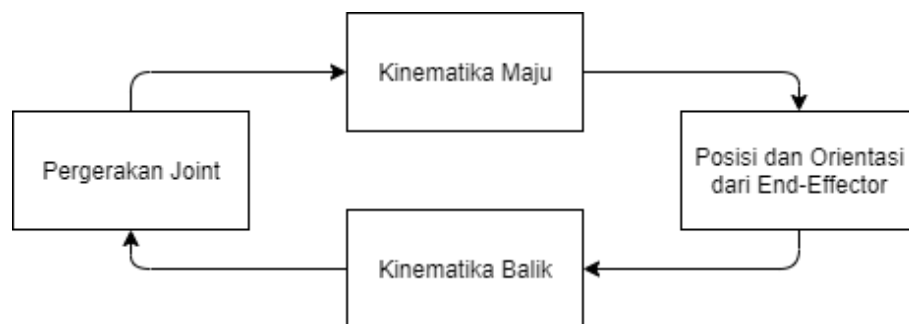 Kinematika Maju
Pergerakan Joint
Posisi dan Orientasi
dari End-Effector
Kinematika Balik